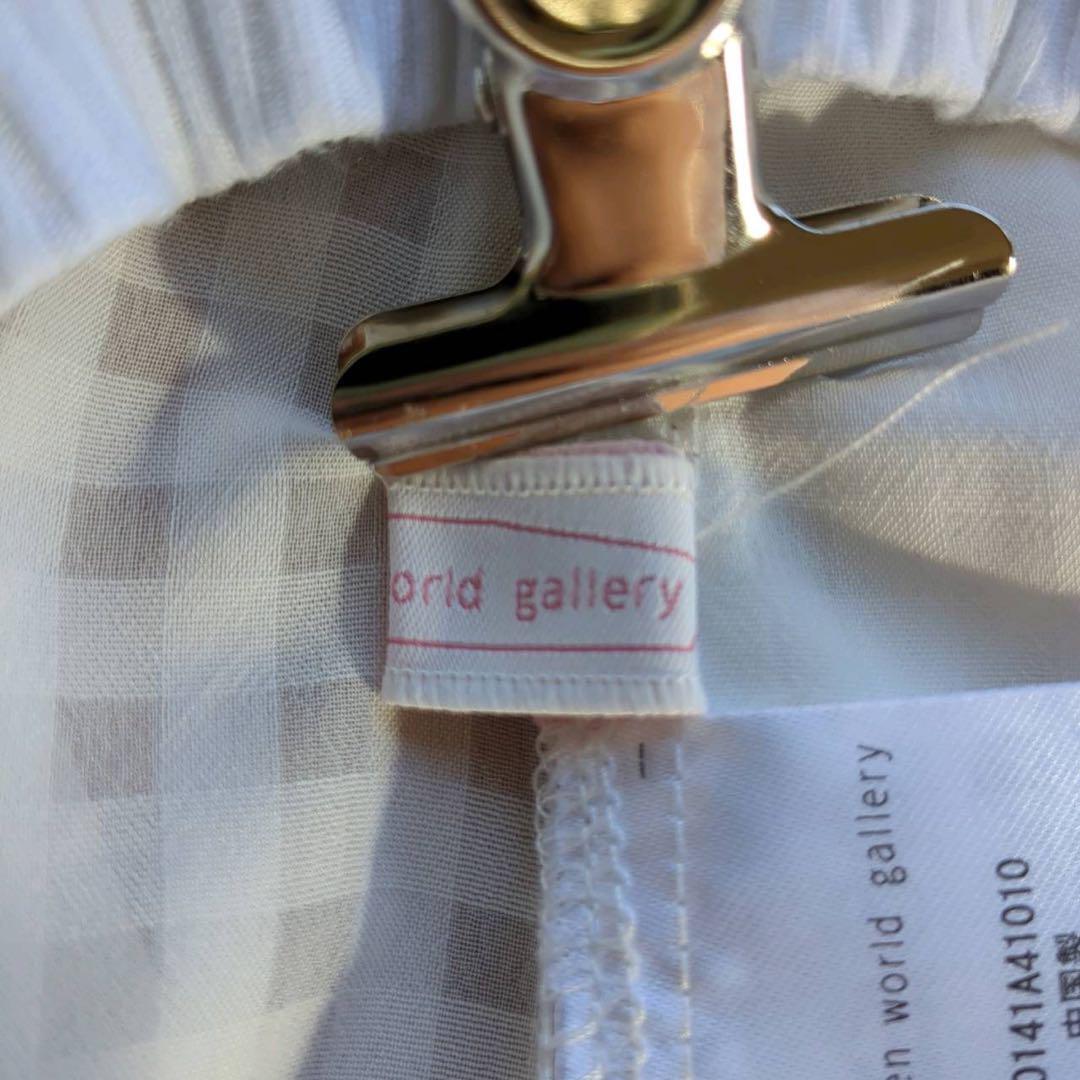 orld gallery
en world gallery
0141A41010
中国製